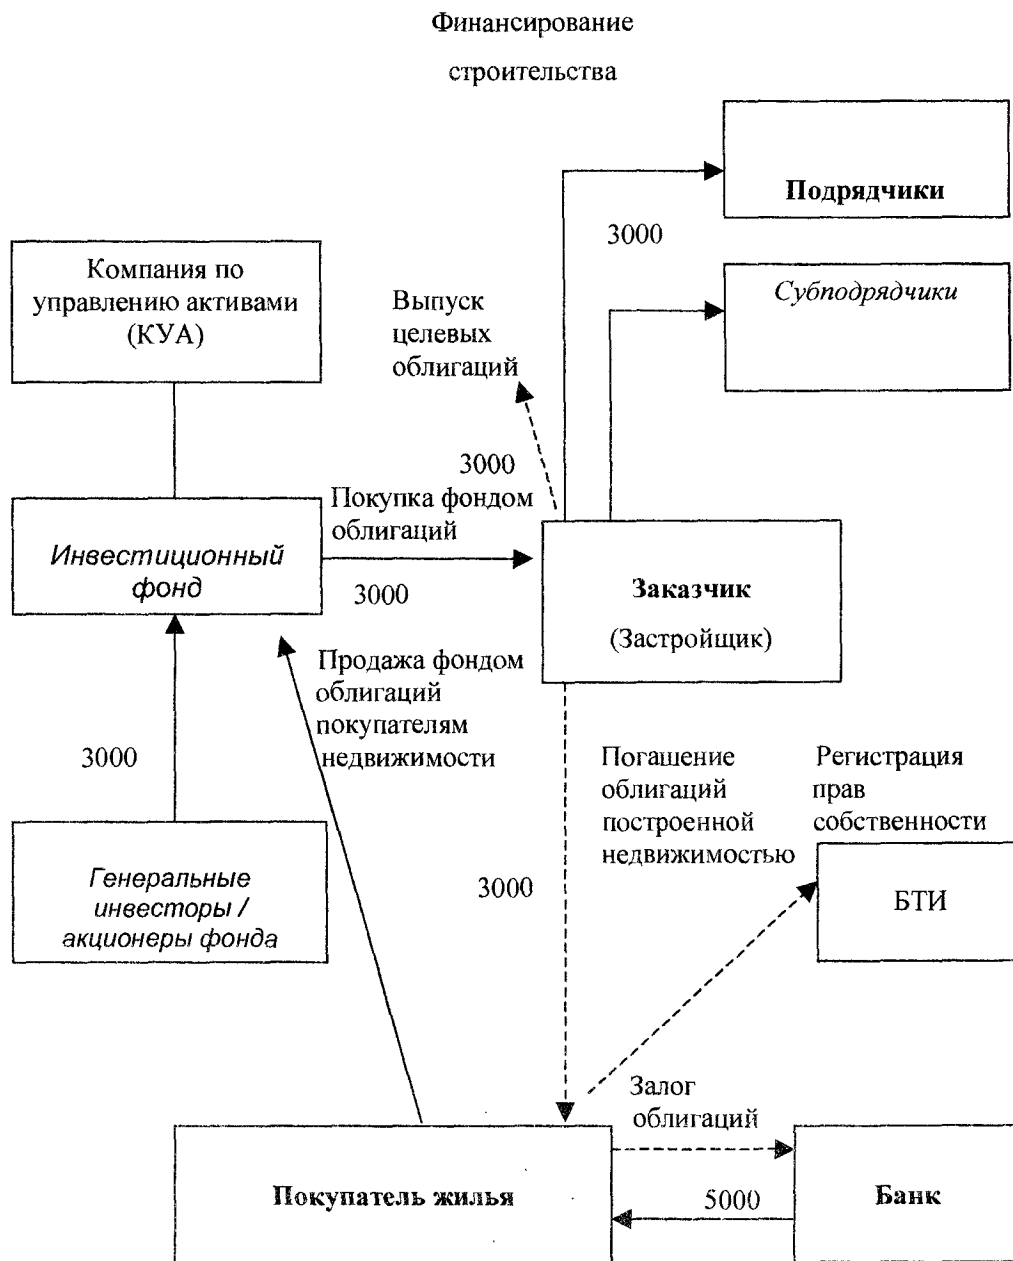 Финансирование
строительства
Подрядчики
3000
Субподрядчики
Компания по
управлению активами
(КУА)
Выпуск
целевых
облигаций
3000
Покупка фондом
облигаций
3000
Инвестиционный
фонд
Заказчик
(Застройщик)
Продажа фондом
облигаций
покупателям
недвижимости
3000
Погашение
облигаций
построенной
недвижимостью
Регистрация
прав
собственности
3000
БТИ
Генеральные
инвесторы /
акционеры фонда
Залог
облигаций
Покупатель жилья
5000
Банк